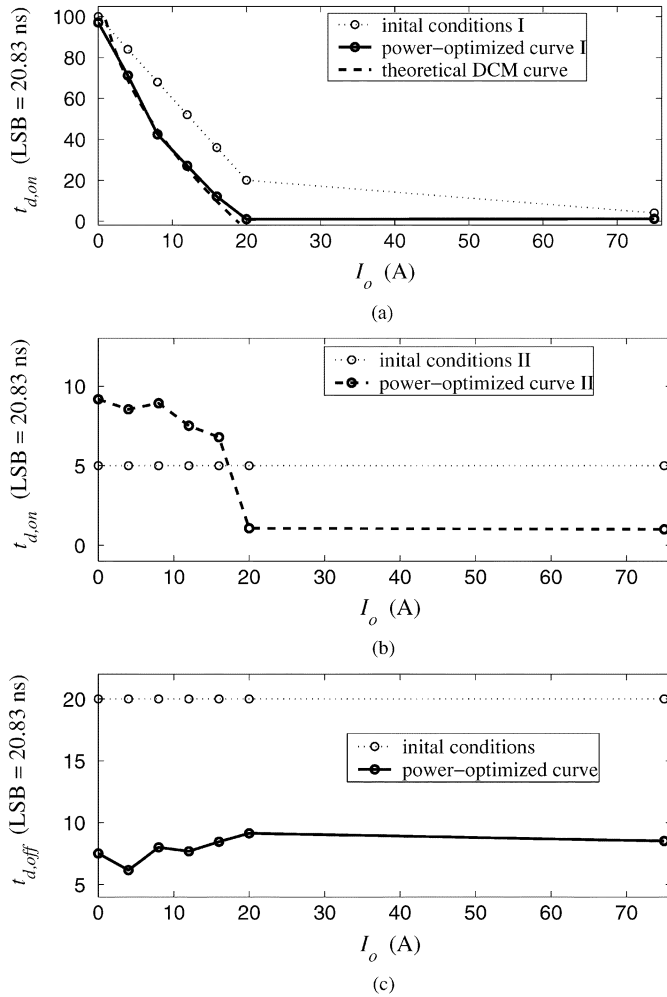 100
80
60
40
20
0
t_{d,on} (LSB = 20.83 ns)
inital conditions I
power-optimized curve I
theoretical DCM curve
0 10 20 30 40 50 60 70
I_o (A)
(a)
10
5
0
t_{d,on} (LSB = 20.83 ns)
inital conditions II
power-optimized curve II
0 10 20 30 40 50 60 70
I_o (A)
(b)
20
15
10
5
t_{d,off} (LSB = 20.83 ns)
inital conditions
power-optimized curve
0 10 20 30 40 50 60 70
I_o (A)
(c)